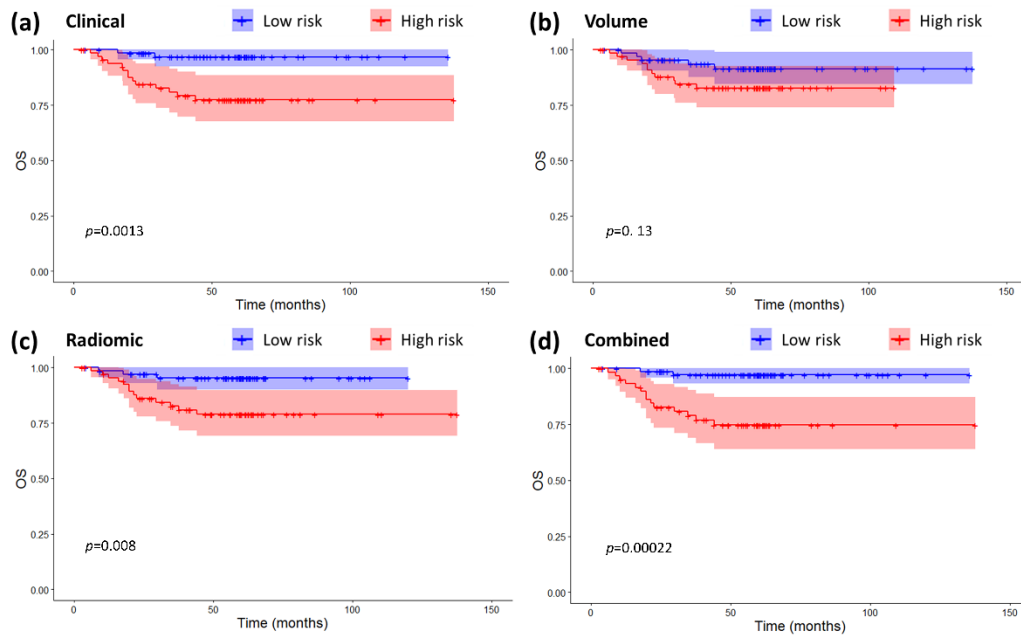 (a) Clinical Low risk High risk
1.00
0.75
0.50
0.25
0.00
OS
p=0.0013
0 50 100 150
Time (months)
(b) Volume Low risk High risk
1.00
0.75
0.50
0.25
0.00
OS
p=0. 13
0 50 100 150
Time (months)
(c) Radiomic Low risk High risk
1.00
0.75
0.50
0.25
0.00
OS
p=0.008
0 50 100 150
Time (months)
(d) Combined Low risk High risk
1.00
0.75
0.50
0.25
0.00
OS
p=0.00022
0 50 100 150
Time (months)